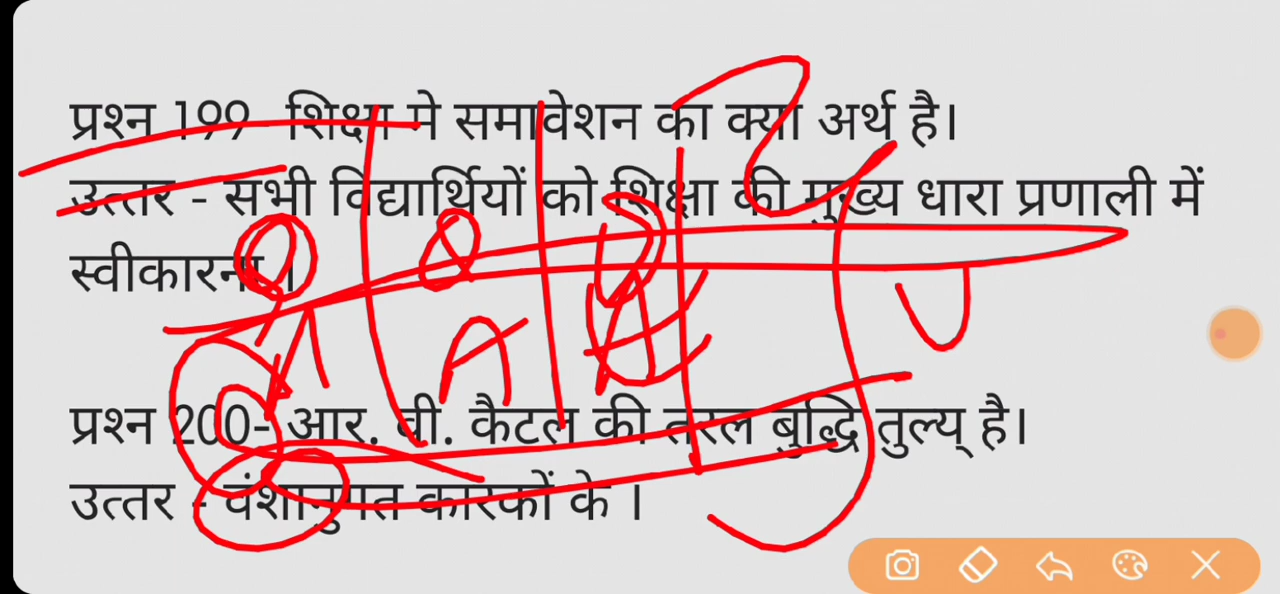 प्रश्न 199- शिक्षा मे समावेशन का क्या अर्थ है।
उत्तर - सभी विद्यार्थियों को शिक्षा की मुख्य धारा प्रणाली में
स्वीकारना ।
प्रश्न 200- आर. वी. कैटल की तरल बुद्धि तुल्य् है।
उत्तर - वंशानुगत कारकों के ।